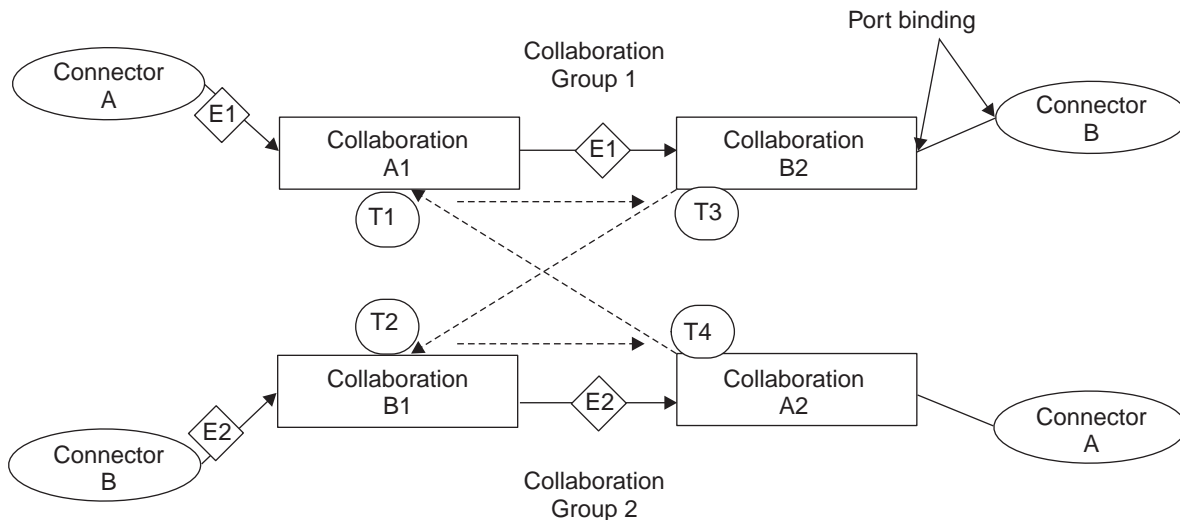 Port binding
Collaboration
Group 1
Connector
A
E1
Collaboration
A1
E1
Collaboration
B2
Connector
B
T1
T3
T2
T4
Collaboration
B1
E2
Collaboration
A2
E2
Connector
B
Connector
A
Collaboration
Group 2